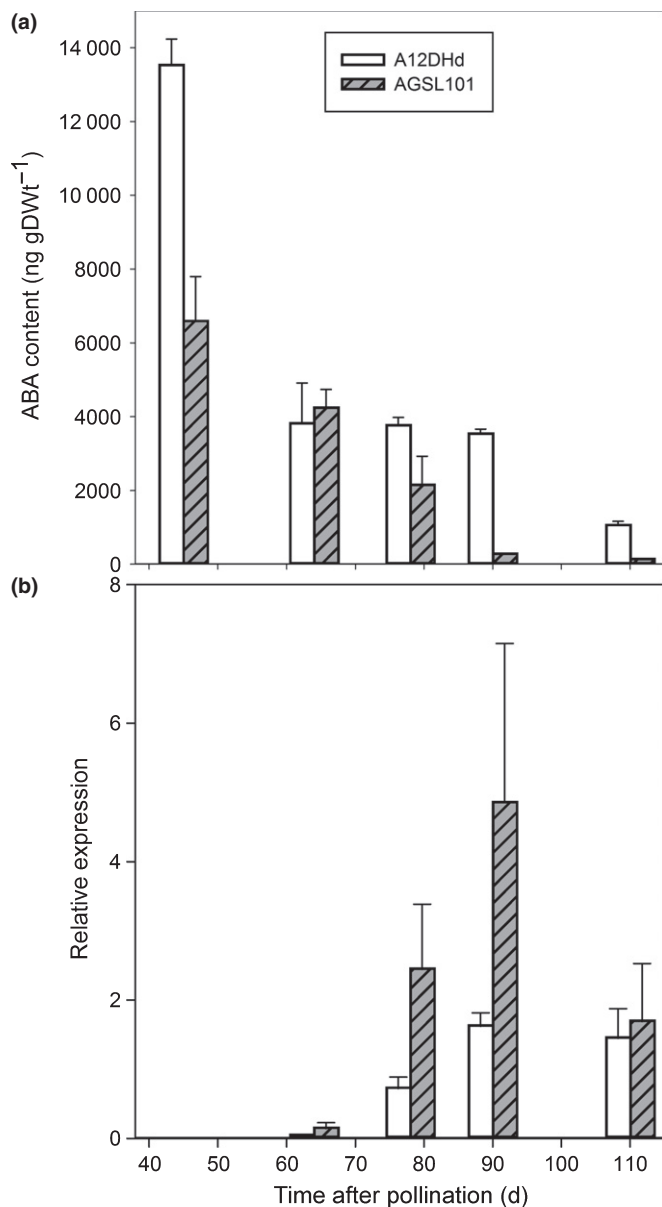 (a)
A12DHd
AGSL101
14 000
12 000
10 000
8000
6000
4000
2000
0
ABA content (ng gDWt⁻¹)
(b)
8
6
4
2
0
Relative expression
40 50 60 70 80 90 100 110
Time after pollination (d)